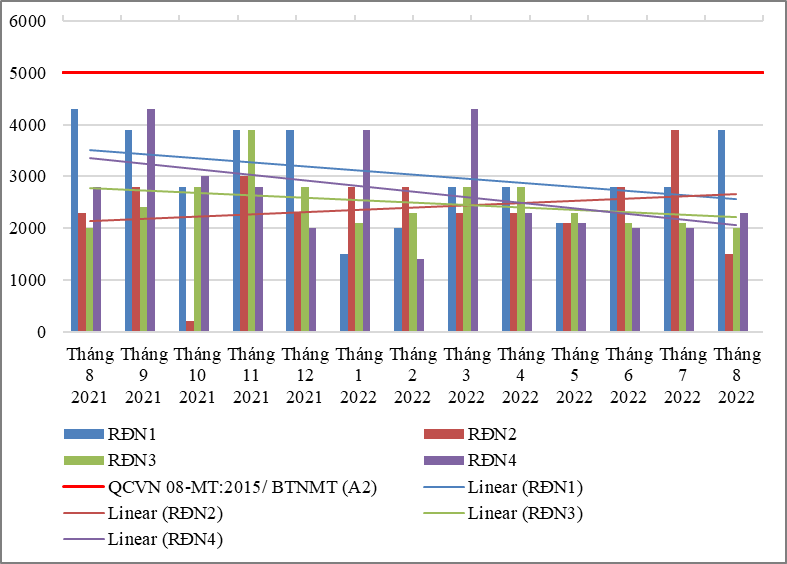 6000
5000
4000
3000
2000
1000
0
Tháng Tháng Tháng Tháng Tháng Tháng Tháng Tháng Tháng Tháng Tháng Tháng Tháng
8 9 10 11 12 1 2 3 4 5 6 7 8
2021 2021 2021 2021 2021 2022 2022 2022 2022 2022 2022 2022 2022
RĐN1 RĐN2
RĐN3 RĐN4
QCVN 08-MT:2015/ BTNMT (A2) Linear (RĐN1)
Linear (RĐN2) Linear (RĐN3)
Linear (RĐN4)